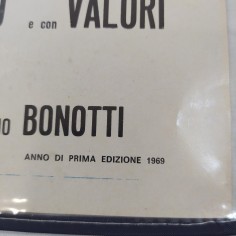 e con VALORI
BONOTTI
ANNO DI PRIMA EDIZIONE 1969